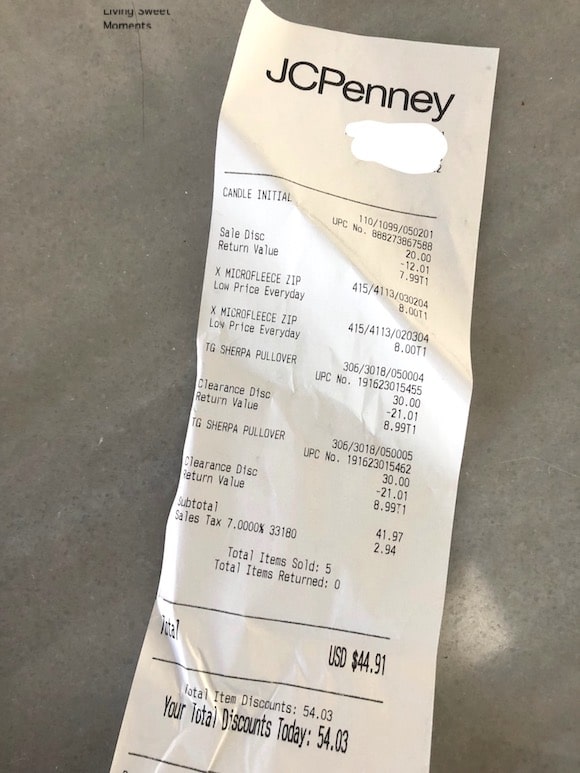 Living Sweet
Moments
JCPenney
2
CANDLE INITIAL
110/1099/050201
UPC No. 888273867588
20.00
Sale Disc -12.01
Return Value 7.99T1
X MICROFLEECE ZIP 415/4113/030204
Low Price Everyday 8.00T1
X MICROFLEECE ZIP 415/4113/020304
Low Price Everyday 8.00T1
TG SHERPA PULLOVER 306/3018/050004
UPC No. 191623015455
30.00
Clearance Disc -21.01
Return Value 8.99T1
TG SHERPA PULLOVER 306/3018/050005
UPC No. 191623015462
30.00
Clearance Disc -21.01
Return Value 8.99T1
Subtotal 41.97
Sales Tax 7.0000% 33180 2.94
Total Items Sold: 5
Total Items Returned: 0
Total USD $44.91
Total Item Discounts: 54.03
Your Total Discounts Today: 54.03